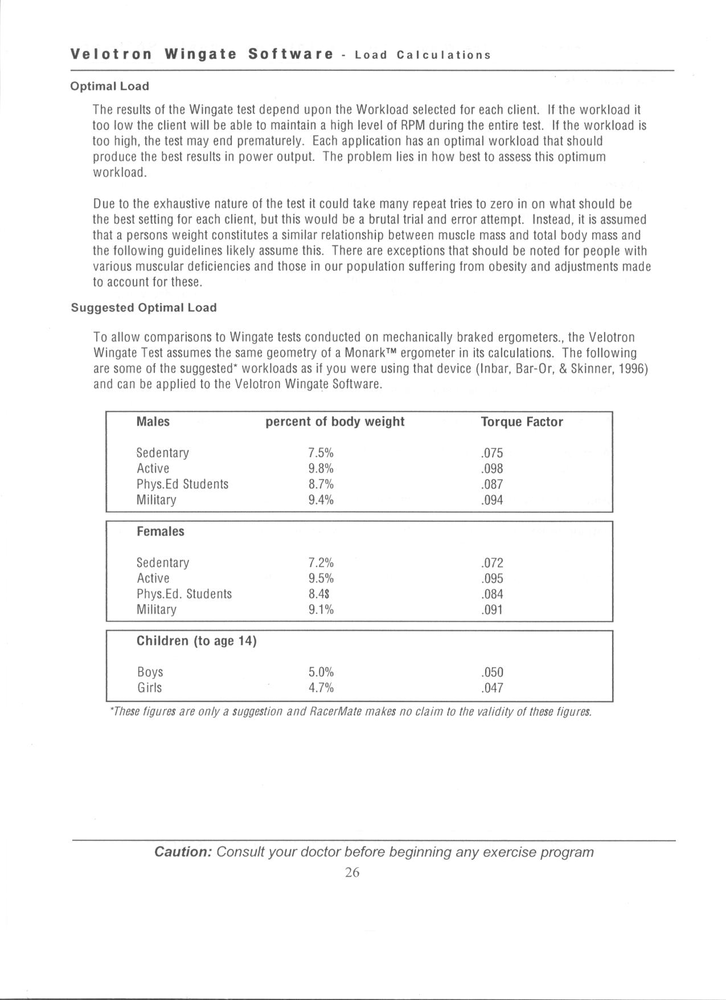 Velotron Wingate Software - Load Calculations
Optimal Load
The results of the Wingate test depend upon the Workload selected for each client. If the workload it
too low the client will be able to maintain a high level of RPM during the entire test. If the workload is
too high, the test may end prematurely. Each application has an optimal workload that should
produce the best results in power output. The problem lies in how best to assess this optimum
workload.
Due to the exhaustive nature of the test it could take many repeat tries to zero in on what should be
the best setting for each client, but this would be a brutal trial and error attempt. Instead, it is assumed
that a persons weight constitutes a similar relationship between muscle mass and total body mass and
the following guidelines likely assume this. There are exceptions that should be noted for people with
various muscular deficiencies and those in our population suffering from obesity and adjustments made
to account for these.
Suggested Optimal Load
To allow comparisons to Wingate tests conducted on mechanically braked ergometers., the Velotron
Wingate Test assumes the same geometry of a Monark™ ergometer in its calculations. The following
are some of the suggested* workloads as if you were using that device (Inbar, Bar-Or, & Skinner, 1996)
and can be applied to the Velotron Wingate Software.
Males percent of body weight Torque Factor
Sedentary 7.5% .075
Active 9.8% .098
Phys.Ed Students 8.7% .087
Military 9.4% .094
Females
Sedentary 7.2% .072
Active 9.5% .095
Phys.Ed. Students 8.4$ .084
Military 9.1% .091
Children (to age 14)
Boys 5.0% .050
Girls 4.7% .047
*These figures are only a suggestion and RacerMate makes no claim to the validity of these figures.
Caution: Consult your doctor before beginning any exercise program
26